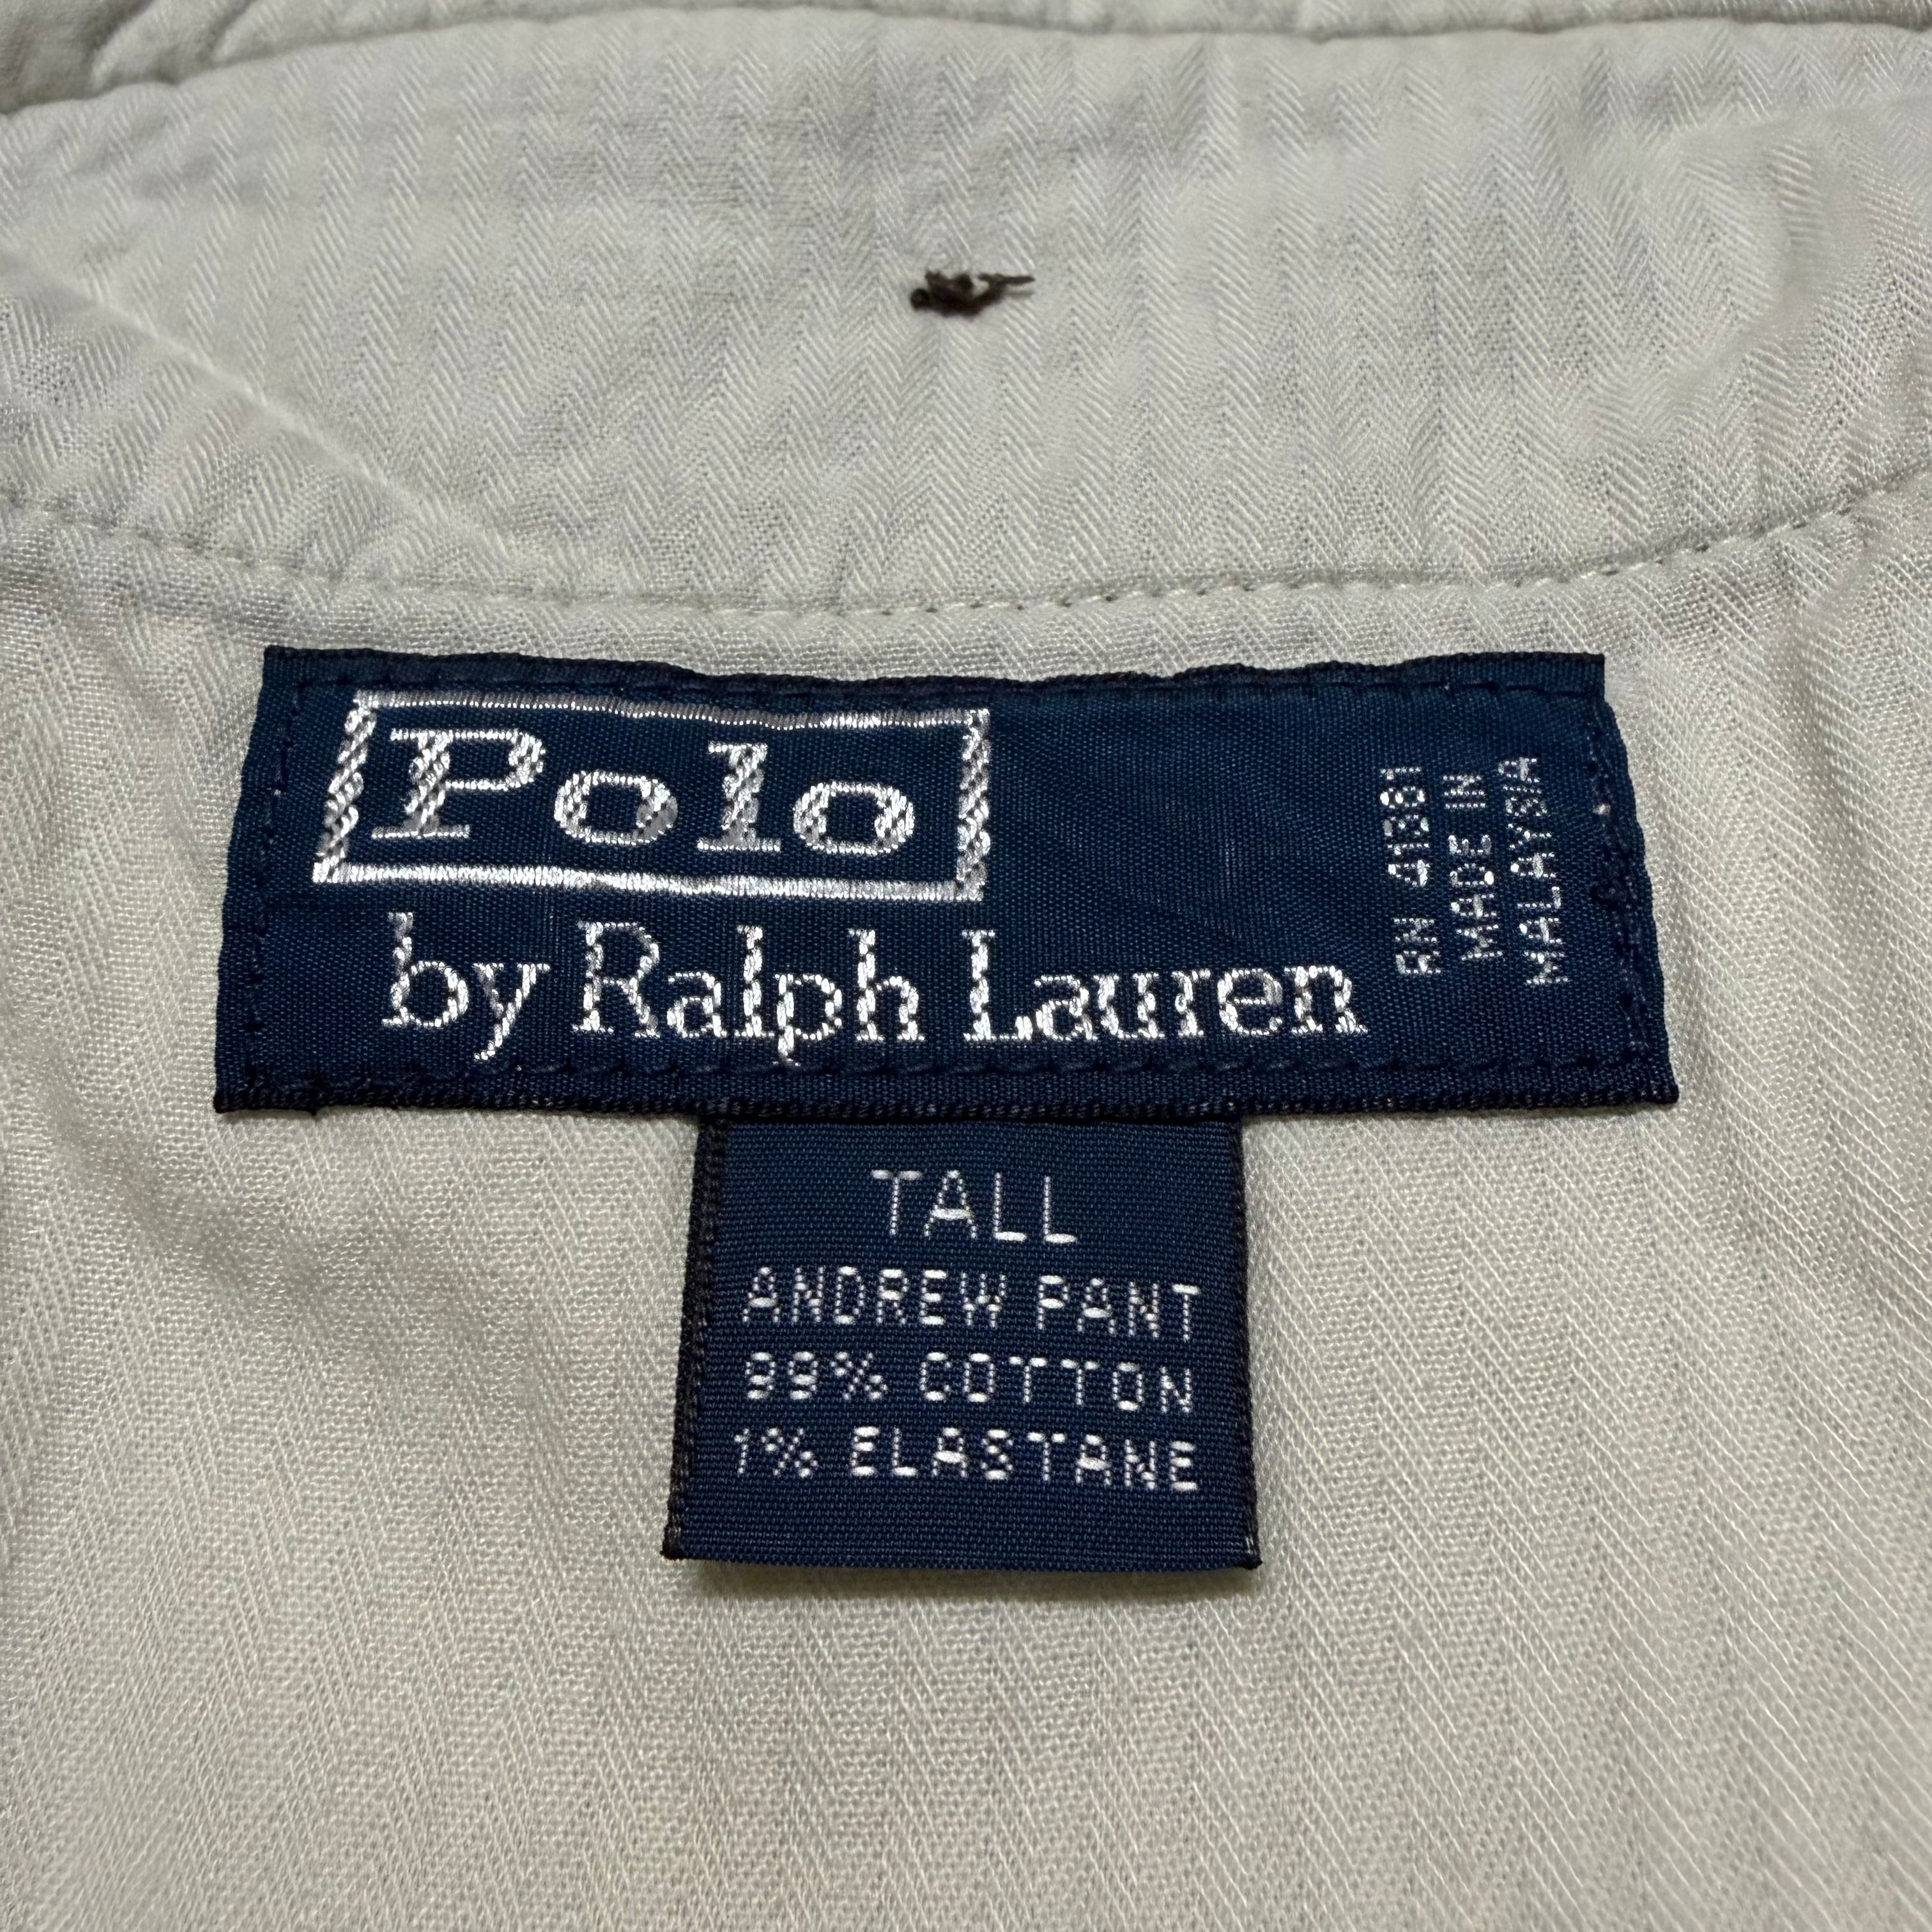 Polo
by Ralph Lauren
RN 41381
MADE IN
MALAYSIA
TALL
ANDREW PANT
99% COTTON
1% ELASTANE